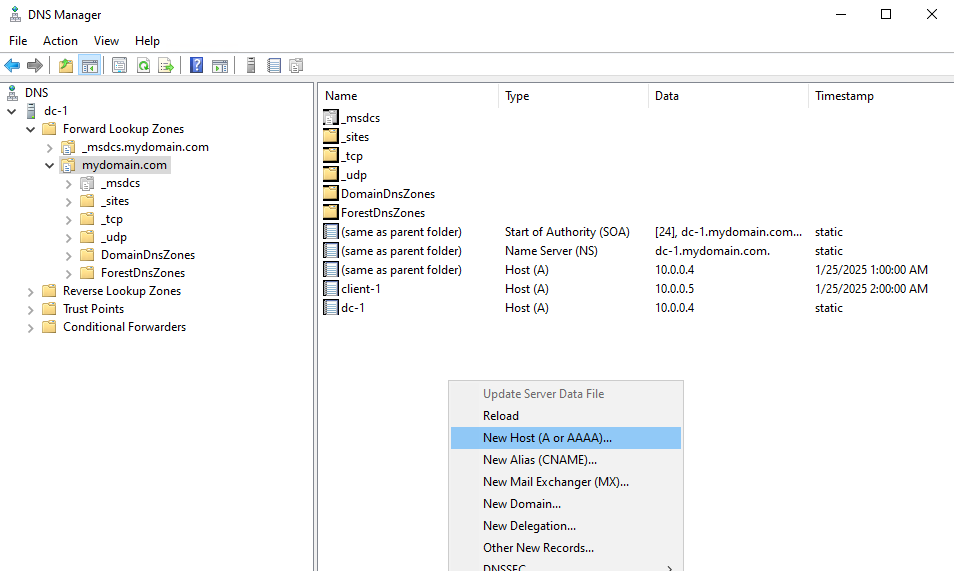 DNS Manager
File Action View Help
DNS
dc-1
Forward Lookup Zones
_msdcs.mydomain.com
mydomain.com
_msdcs
_sites
_tcp
_udp
DomainDnsZones
ForestDnsZones
Reverse Lookup Zones
Trust Points
Conditional Forwarders
Name Type Data Timestamp
_msdcs
_sites
_tcp
_udp
DomainDnsZones
ForestDnsZones
(same as parent folder) Start of Authority (SOA) [24], dc-1.mydomain.com... static
(same as parent folder) Name Server (NS) dc-1.mydomain.com. static
(same as parent folder) Host (A) 10.0.0.4 1/25/2025 1:00:00 AM
client-1 Host (A) 10.0.0.5 1/25/2025 2:00:00 AM
dc-1 Host (A) 10.0.0.4 static
Update Server Data File
Reload
New Host (A or AAAA)...
New Alias (CNAME)...
New Mail Exchanger (MX)...
New Domain...
New Delegation...
Other New Records...
DNSSEC